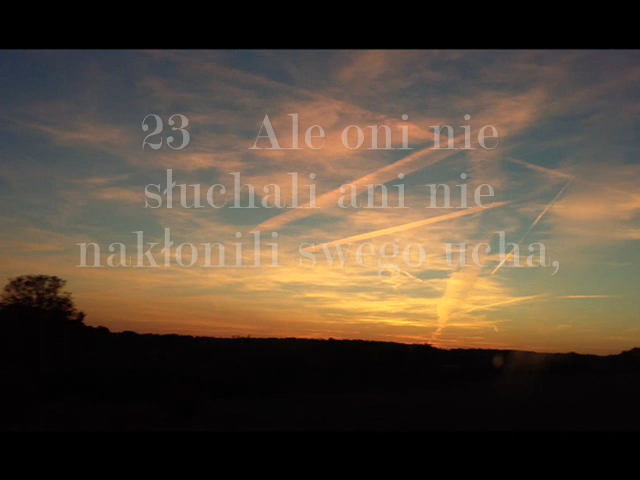 23 Ale oni nie
słuchali ani nie
nakłonili swego ucha,